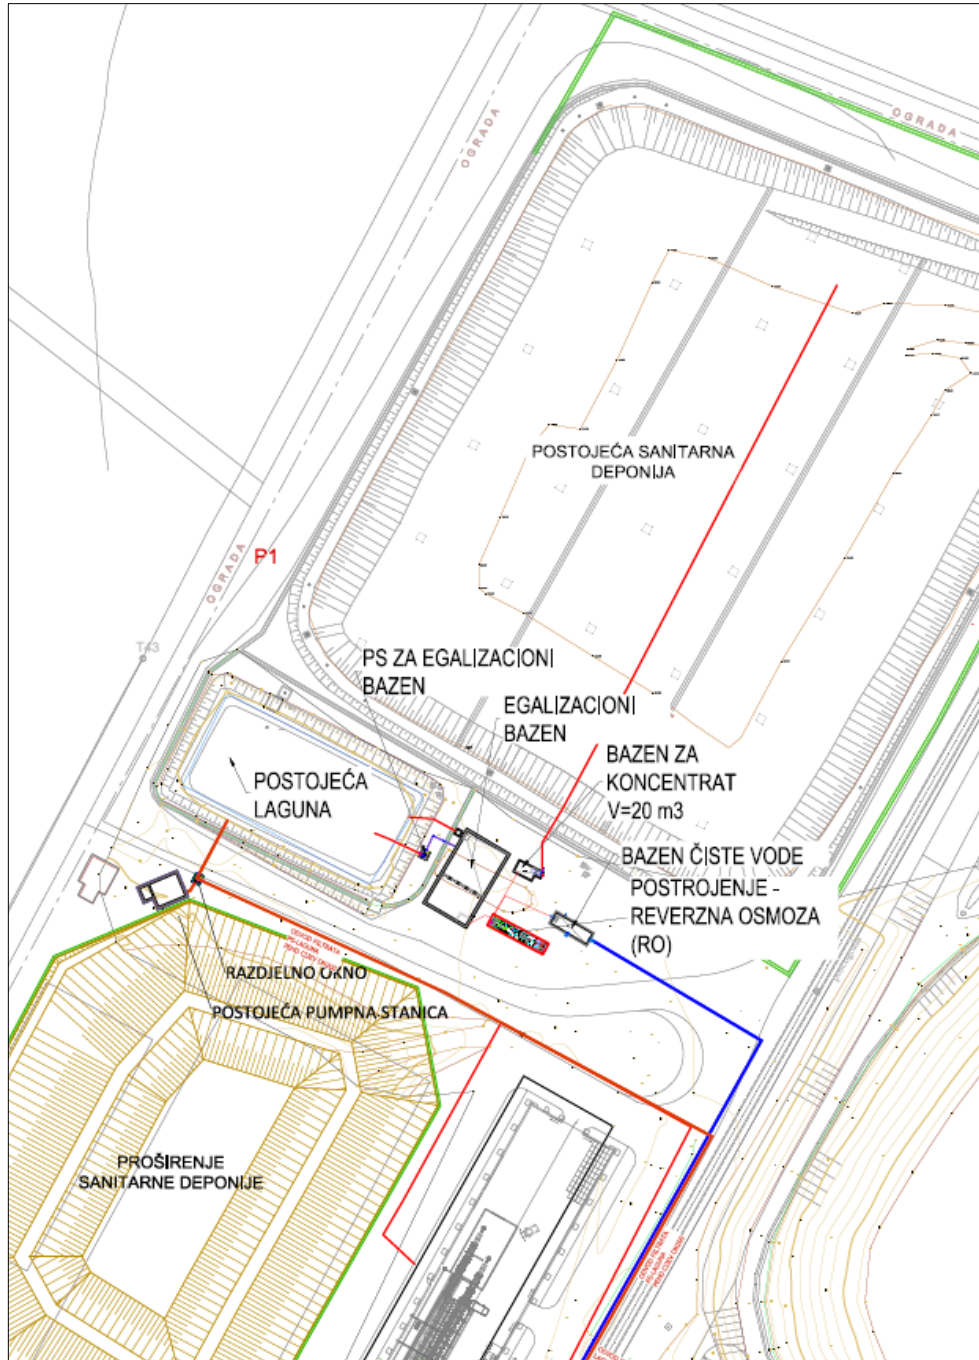 OGRADA
OGRADA
POSTOJEĆA SANITARNA
DEPONIJA
P1
OGRADA
T43
PS ZA EGALIZACIONI
BAZEN
EGALIZACIONI
BAZEN
BAZEN ZA
KONCENTRAT
V=20 m3
POSTOJEĆA
LAGUNA
BAZEN ČISTE VODE
POSTROJENJE -
REVERZNA OSMOZA
(RO)
RAZDJELNO OKNO
POSTOJEĆA PUMPNA STANICA
PROŠIRENJE
SANITARNE DEPONIJE